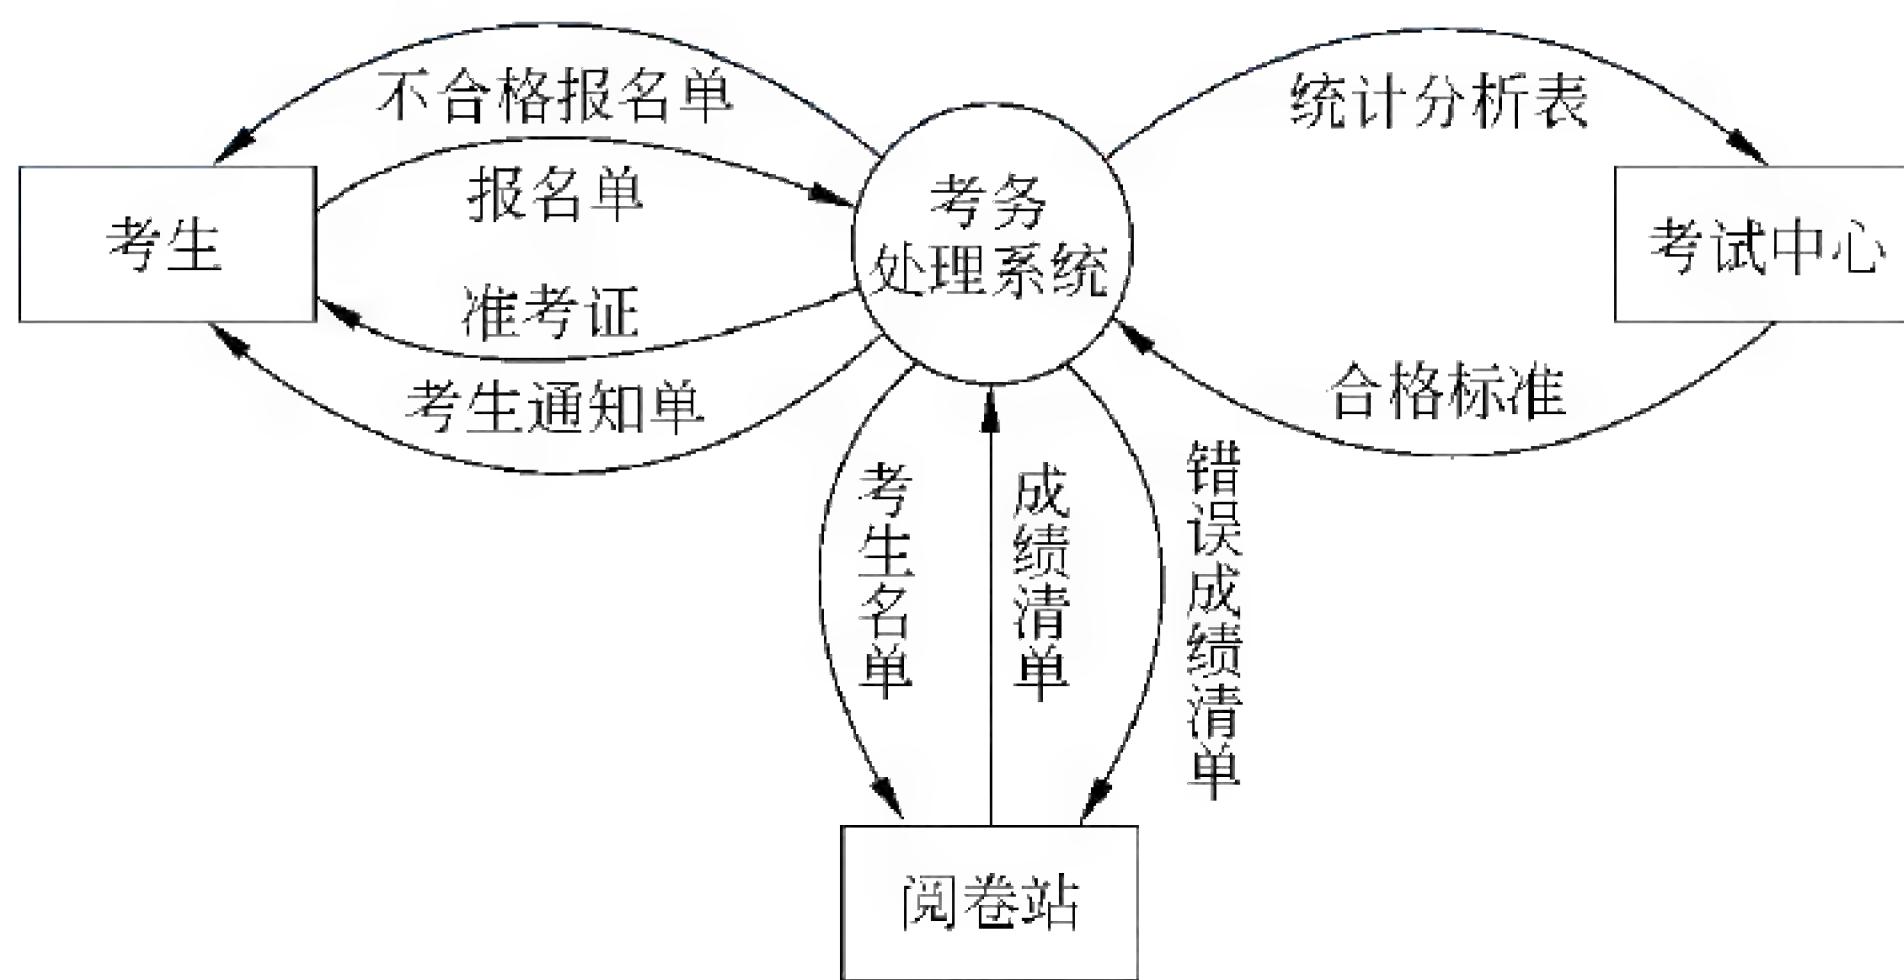 不合格报名单
统计分析表
报名单
考生
考务
处理系统
考试中心
准考证
考生通知单
合格标准
考生名单
成绩清单
错误成绩清单
阅卷站